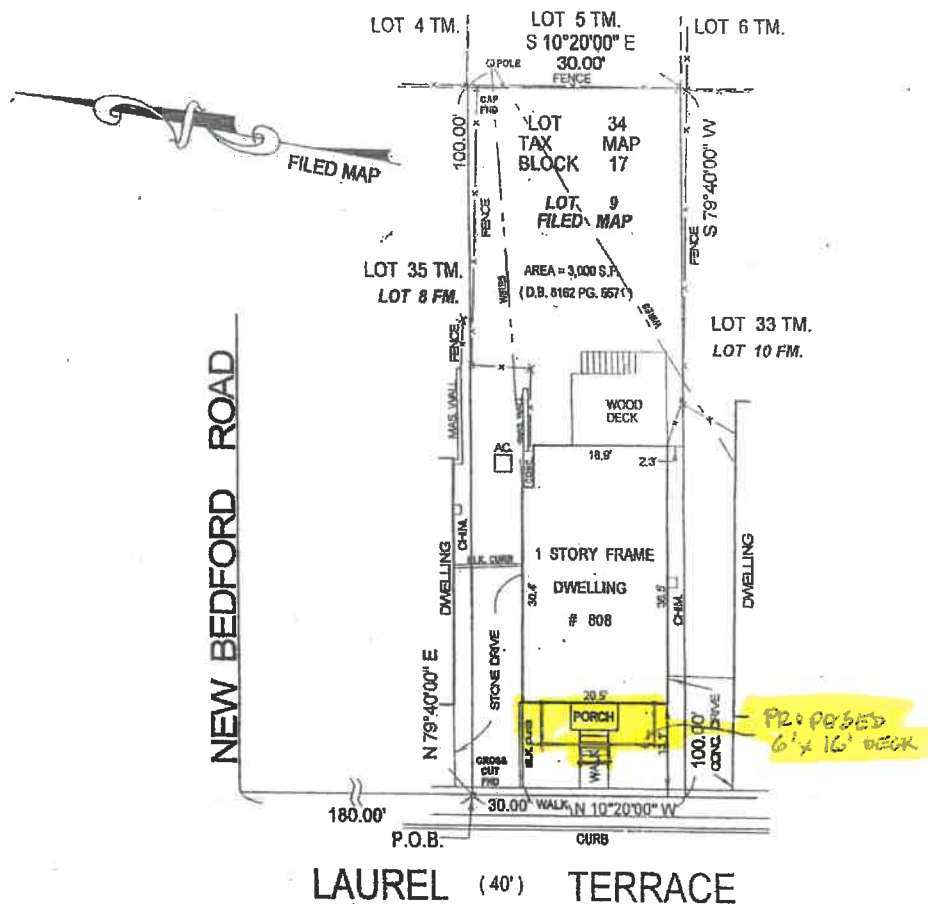 LOT 4 TM.
LOT 5 TM.
LOT 6 TM.
S 10°20'00" E
30.00'
POLE
FENCE
CAP
FND
100.00'
LOT 34
TAX MAP
BLOCK 17
LOT 9
FILED MAP
S 79°40'00" W
FENCE
FENCE
FILED MAP
AREA = 3,000 S.F.
LOT 35 TM.
LOT 8 FM.
WIRES
WIRES
LOT 33 TM.
LOT 10 FM.
FENCE
MAS. WALL
WOOD
DECK
AC
18.9'
2.3'
NEW BEDFORD ROAD
DWELLING
CHIM.
BLK. CURB
1 STORY FRAME
DWELLING
# 808
CHIM.
DWELLING
N 79°40'00" E
STONE DRIVE
20.5'
PORCH
BLK CURB
WALK
100.00'
CONC. DRIVE
PROPOSED
6' x 16' DECK
CROSS
CUT
FND
180.00'
30.00' WALK N 10°20'00" W
P.O.B.
CURB
LAUREL (40') TERRACE